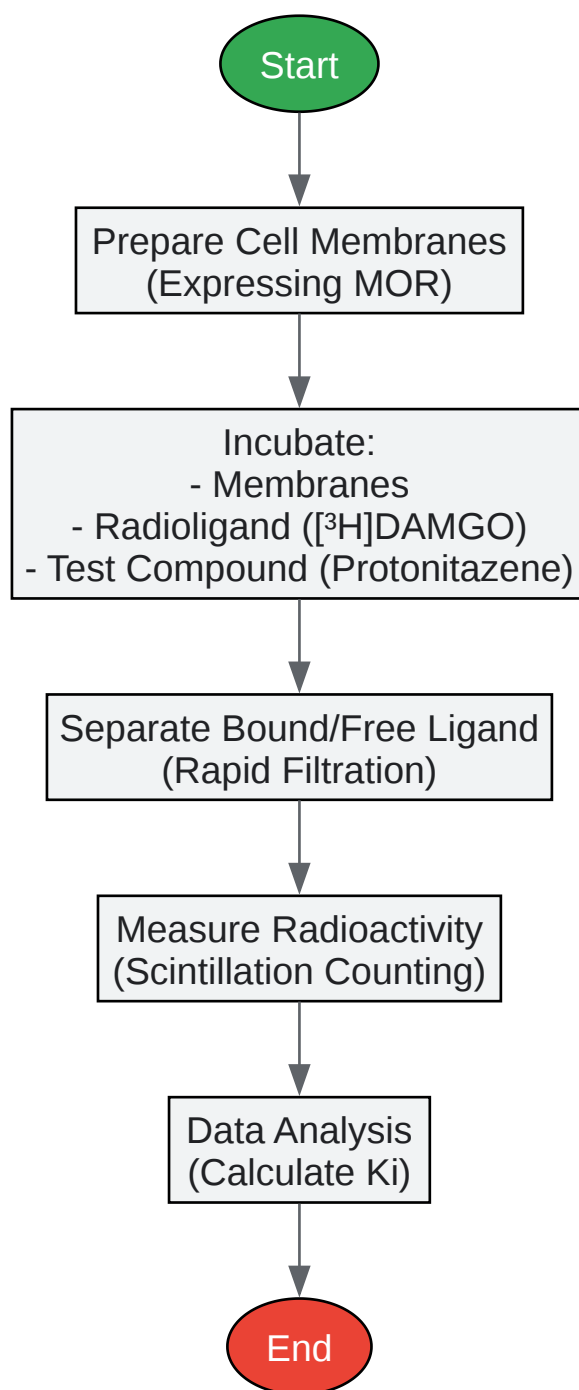 Start
Prepare Cell Membranes
(Expressing MOR)
Incubate:
- Membranes
- Radioligand ([³H]DAMGO)
- Test Compound (Protonitazene)
Separate Bound/Free Ligand
(Rapid Filtration)
Measure Radioactivity
(Scintillation Counting)
Data Analysis
(Calculate Ki)
End